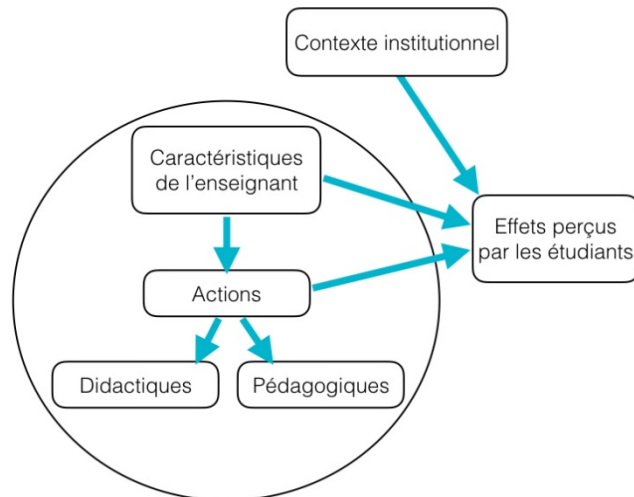 Contexte institutionnel
Caractéristiques
de l'enseignant
Effets perçus
par les étudiants
Actions
Didactiques
Pédagogiques